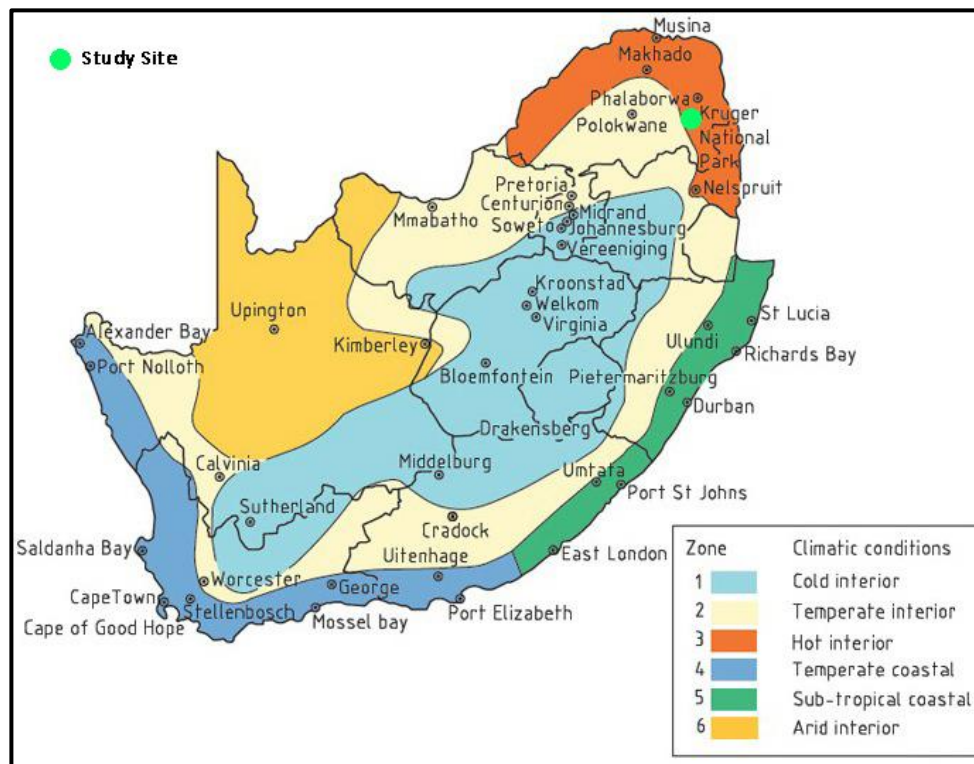 Study Site
Musina
Makhado
Phalaborwa
Kruger
Polokwane
National
Park
Pretoria
Nelspruit
Centurion
Mmabatho
Midrand
Soweto
Johannesburg
Vereeniging
Kroonstad
Upington
Welkom
St Lucia
Virginia
Alexander Bay
Ulundi
Kimberley
Richards Bay
Port Nolloth
Bloemfontein
Pietermaritzburg
Durban
Drakensberg
Calvinia
Middelburg
Umtata
Port St Johns
Sutherland
Cradock
Saldanha Bay
Uitenhage
East London
Worcester
George
CapeTown
Stellenbosch
Port Elizabeth
Mossel bay
Cape of Good Hope
Zone Climatic conditions
1 Cold interior
2 Temperate interior
3 Hot interior
4 Temperate coastal
5 Sub-tropical coastal
6 Arid interior